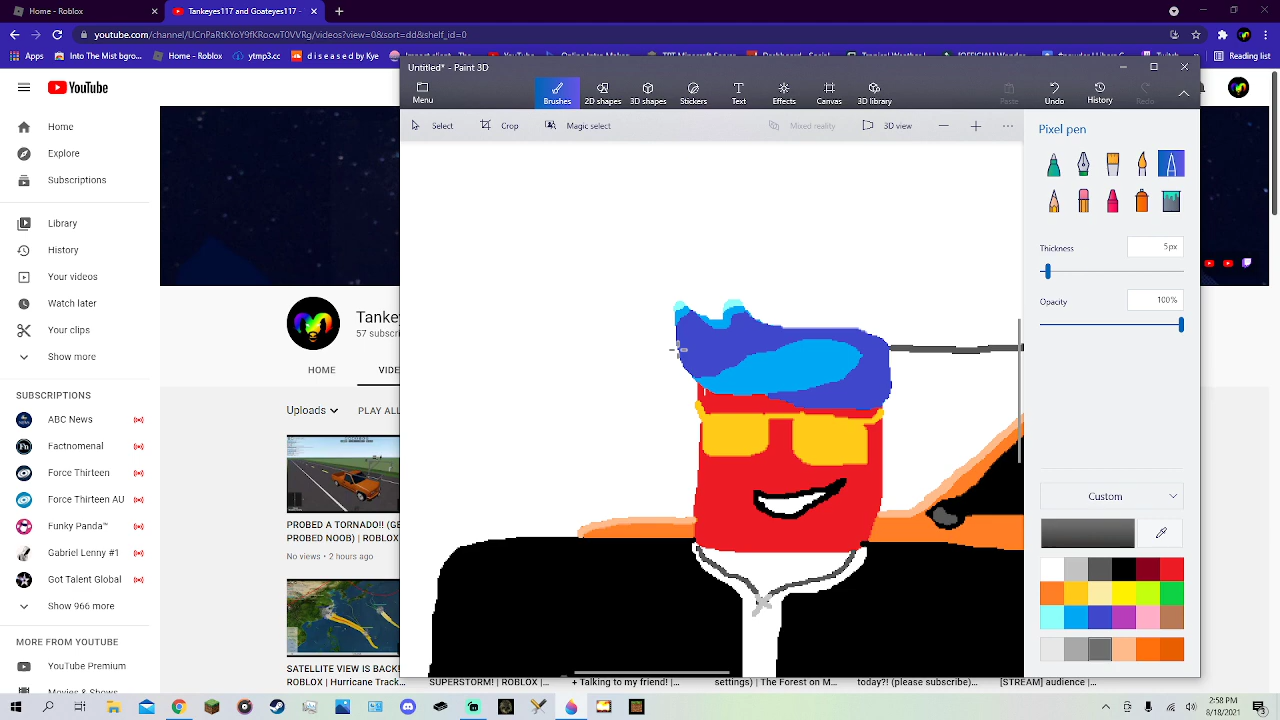 Home - Roblox
Tankeyes117 and Goateyes117 -
youtube.com/channel/UCnPaRtKYoY9fKROcwT0VVRg/videos?view=0&sort=dd&shelf_id=0
Apps
Into The Mist bygro...
Home - Roblox
ytmp3.cc
d i s e a s e d by Kye
YouTube
Untitled* - Paint 3D
Menu
Brushes
2D shapes
3D shapes
Stickers
Text
Effects
Canvas
3D library
Paste
Undo
History
Redo
Select
Crop
Magic select
Mixed reality
3D view
Pixel pen
Thickness
5px
Opacity
100%
Custom
Home
Explore
Subscriptions
Library
History
Your videos
Watch later
Your clips
Show more
SUBSCRIPTIONS
ABC News
Factnomenal
Force Thirteen
Force Thirteen AU
Funky Panda™
Gabriel Lenny #1
Got Talent Global
Show 966 more
MORE FROM YOUTUBE
YouTube Premium
Tankey
57 subscri
HOME
VIDE
Uploads
PLAY ALL
PROBED A TORNADO!! (GE
PROBED NOOB) | ROBLOX
No views • 2 hours ago
SATELLITE VIEW IS BACK!
ROBLOX | Hurricane Track...
SUPERSTORM! | ROBLOX |...
+ Talking to my friend! |...
settings) | The Forest on M...
today?! (please subscribe)...
[STREAM] audience |...
2:58 PM
8/18/2021